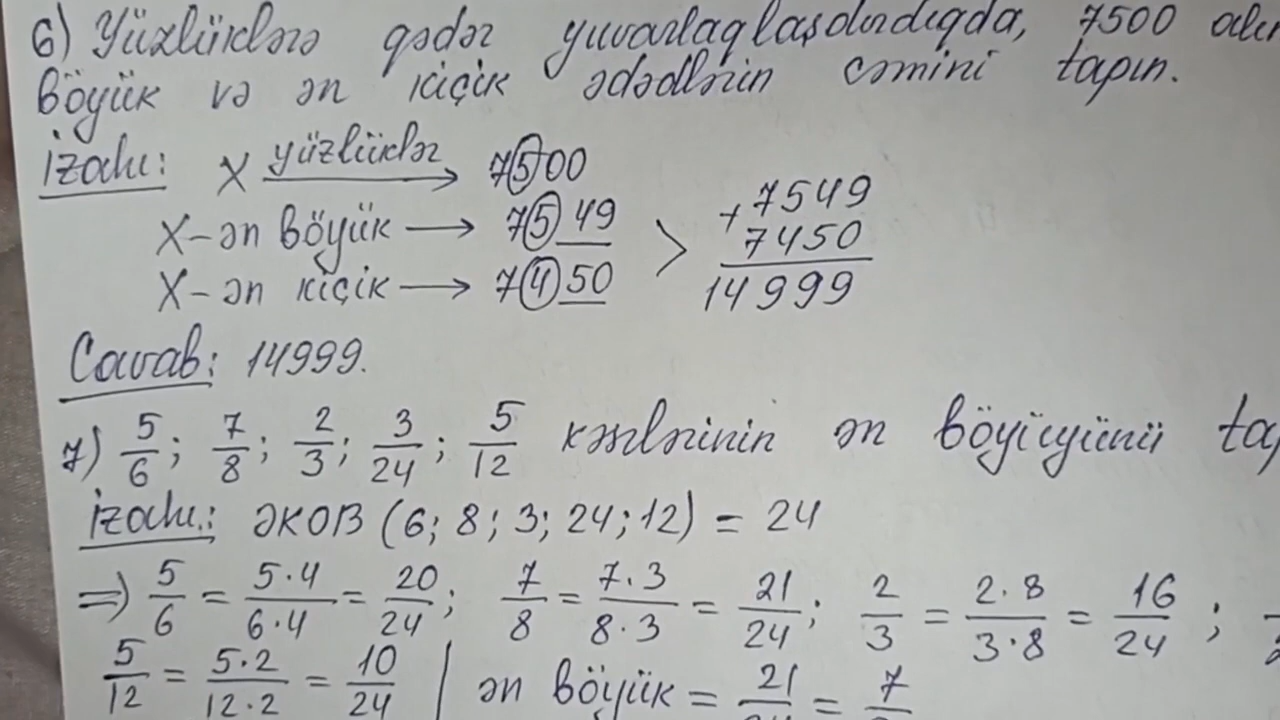 6) Yüzlüklərə qədər yuvarlaqlaşdırdıqda, 7500
böyük və ən kiçik ədədlərin cəmini tapın.
İzahı: X yüzlüklər → 7500
X-ən böyük → 7549 > +7549
X-ən kiçik → 7450 7450
14999
Cavab: 14999.
7) 5/6; 7/8; 2/3; 3/24; 5/12 kəsrlərinin ən böyüyünü
İzahı: ƏKOB (6; 8; 3; 24; 12) = 24
⇒) 5/6 = 5·4/6·4 = 20/24; 7/8 = 7·3/8·3 = 21/24; 2/3 = 2·8/3·8 = 16/24;
5/12 = 5·2/12·2 = 10/24 | ən böyük = 21/24 = 7